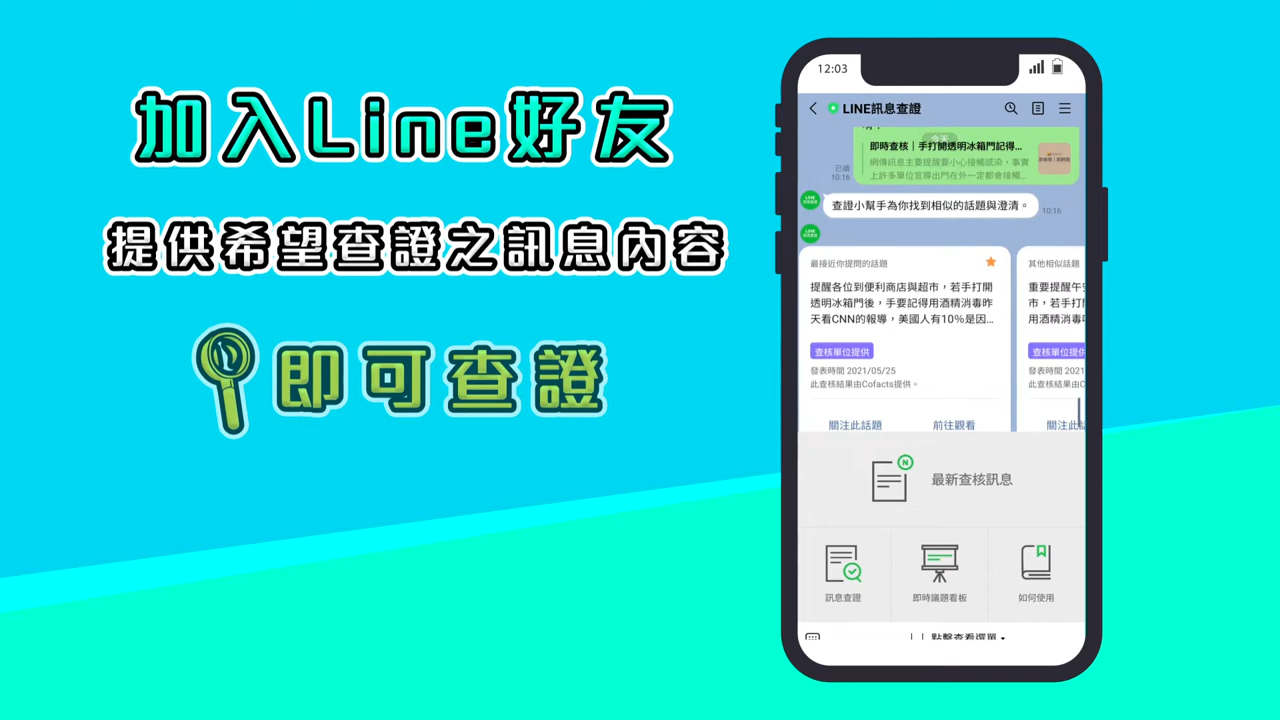 加入Line好友
提供希望查證之訊息內容
即可查證
12:03
LINE訊息查證
今天
即時查核｜手打開透明冰箱門記得...
網傳訊息主要提醒要小心接觸感染，事實
上許多單位宣導出門在外一定都會接觸...
已讀
10:16
查證小幫手為你找到相似的話題與澄清。
10:16
最接近你提問的話題
提醒各位到便利商店與超市，若手打開
透明冰箱門後，手要記得用酒精消毒昨
天看CNN的報導，美國人有10%是因...
查核單位提供
發表時間 2021/05/25
此查核結果由Cofacts提供。
關注此話題
前往觀看
其他相似話題
重要提醒午
市，若手打
用酒精消毒
查核單位提供
發表時間 202
此查核結果由C
關注此
N
最新查核訊息
訊息查證
即時議題看板
如何使用
點擊查看選單